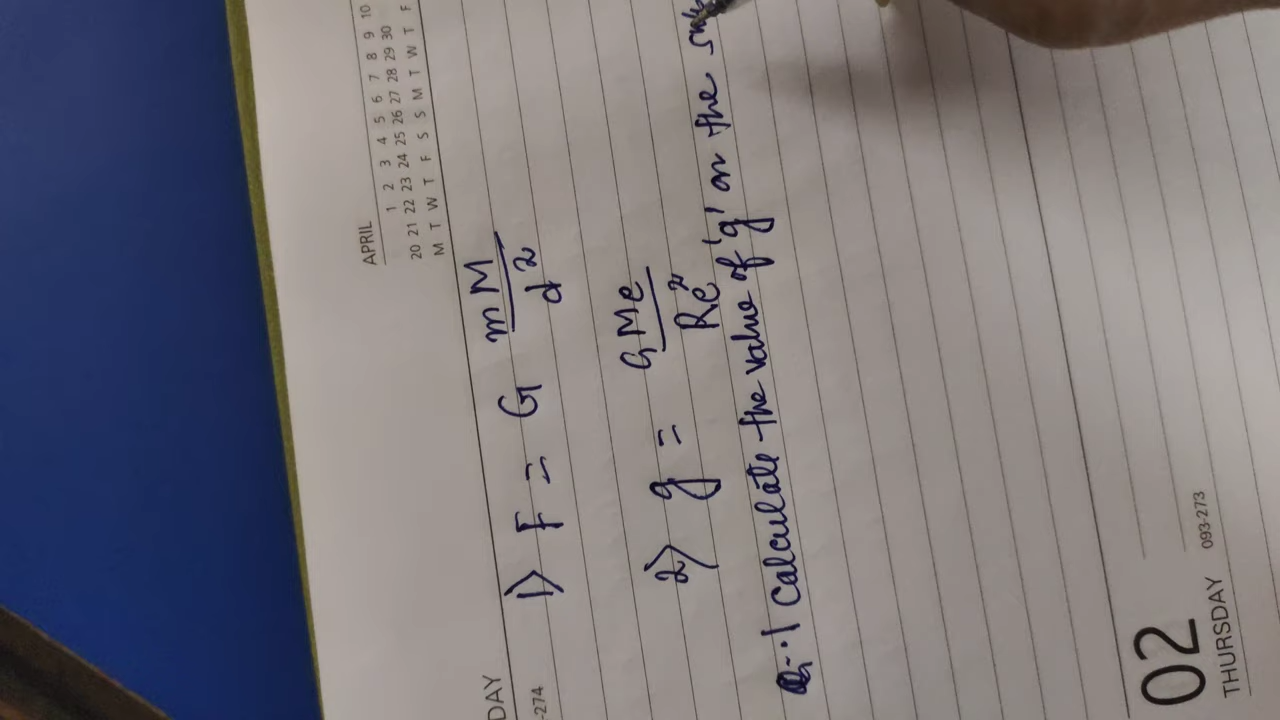 APRIL
1 2 3 4 5 6 7 8 9 10
20 21 22 23 24 25 26 27 28 29 30
M T W T F S S M T W T F
DAY
-274
1) F = G mM
d²
2) g = GMe
Re²
Q-.1 Calculate the value of 'g' on the
02
THURSDAY 093-273